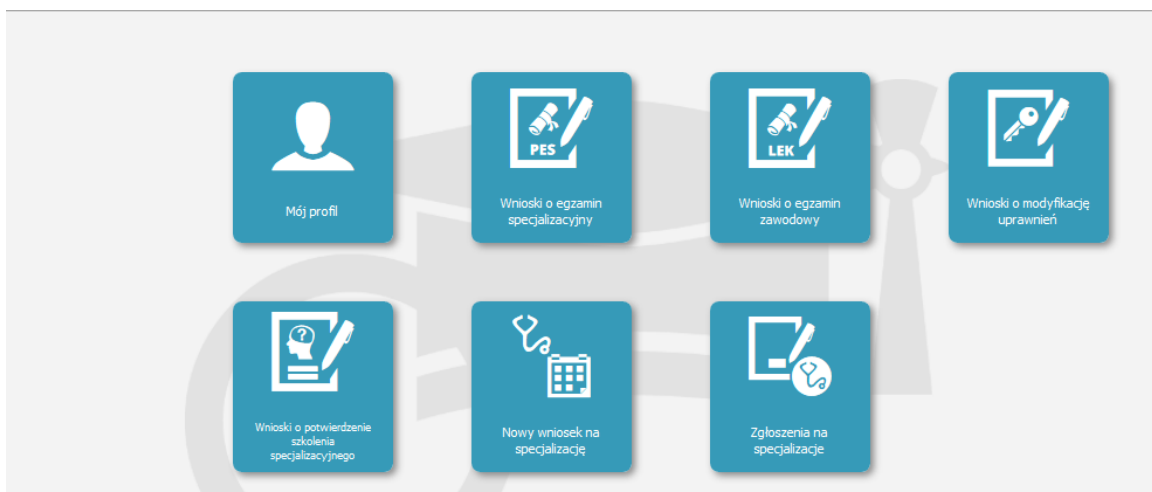 PES
LEK
Mój profil
Wnioski o egzamin
specjalizacyjny
Wnioski o egzamin
zawodowy
Wnioski o modyfikację
uprawnień
?
Wnioski o potwierdzenie
szkolenia
specjalizacyjnego
Nowy wniosek na
specjalizację
Zgłoszenia na
specjalizacje